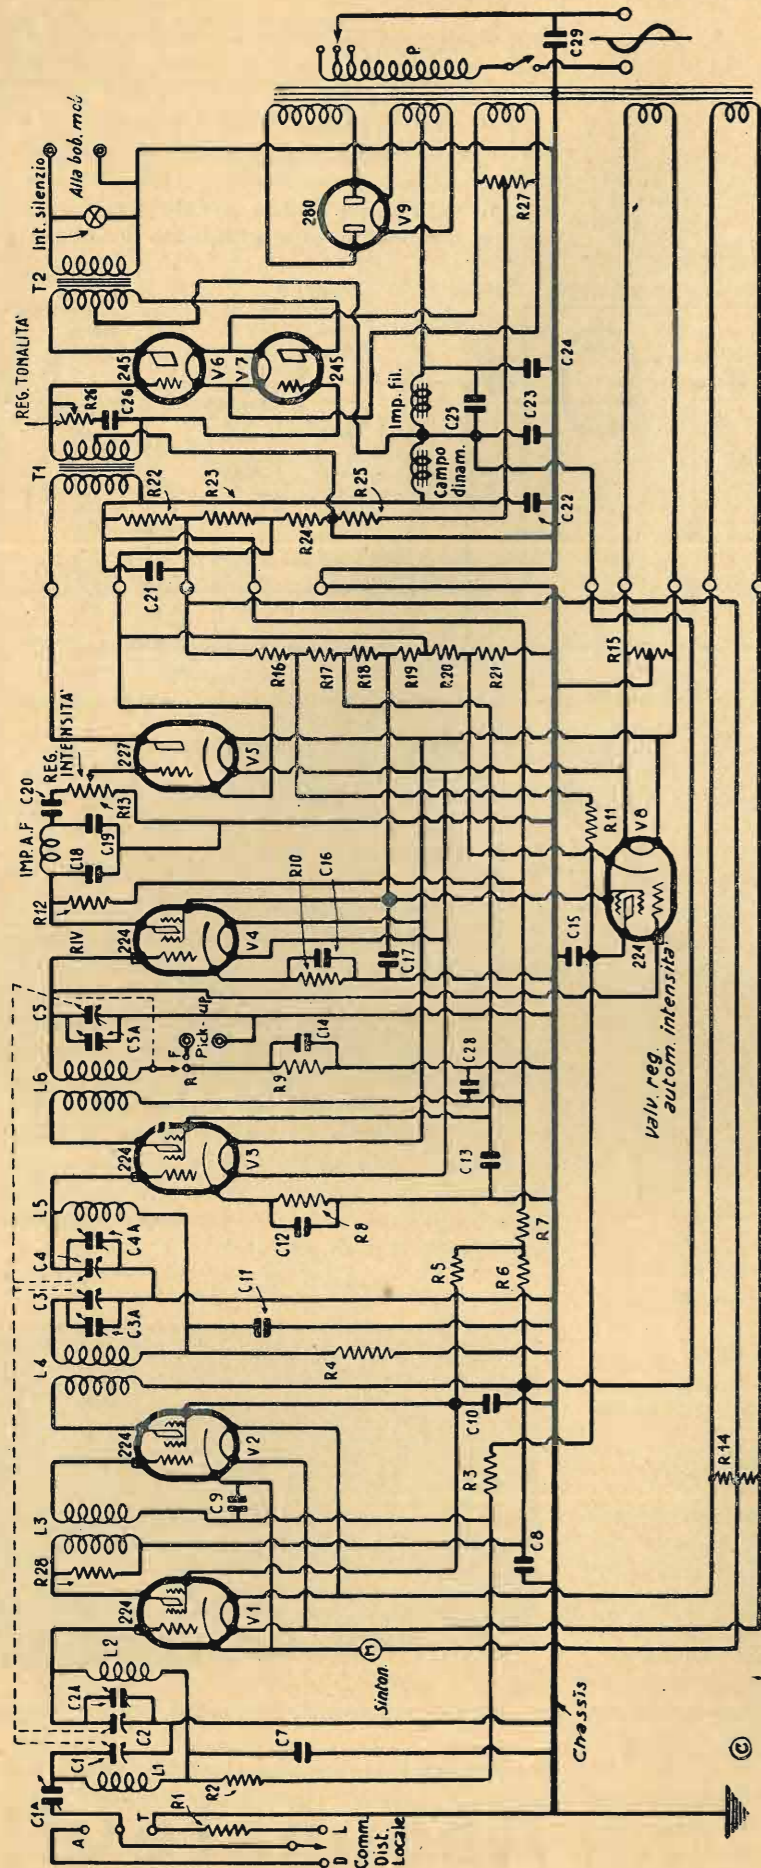 C29
P
Int. silenzio
Alla bob. mob
T2
280
V9
R27
REG. TONALITA'
R26
C26
245
V6
V7
245
Imp. fil.
C25
C24
C23
T1
R22
R23
R24
R25
Campo
dinam.
C22
C21
R16
R17
R18
R19
R20
R21
R15
227
V5
REG.
INTENSITA'
C20
R13
IMP. A.F
C18
C19
R12
RIV
224
V4
R10
C16
C17
R11
V8
C15
224
Valv. reg.
autom. intensità
C5
C5A
L6
F
Pick-up
R
R9
C14
C28
224
V3
C13
L5
C12
R8
C4
C4A
C3
C3A
R5
R6
R7
C11
L4
R4
224
V2
C10
R3
R14
L3
C9
R28
C8
224
V1
M
Sinton.
L2
C2A
C2
C1
L1
C7
R2
Chassis
C1A
A
T
R1
L
D
Comm.
Dist.
Locale
C